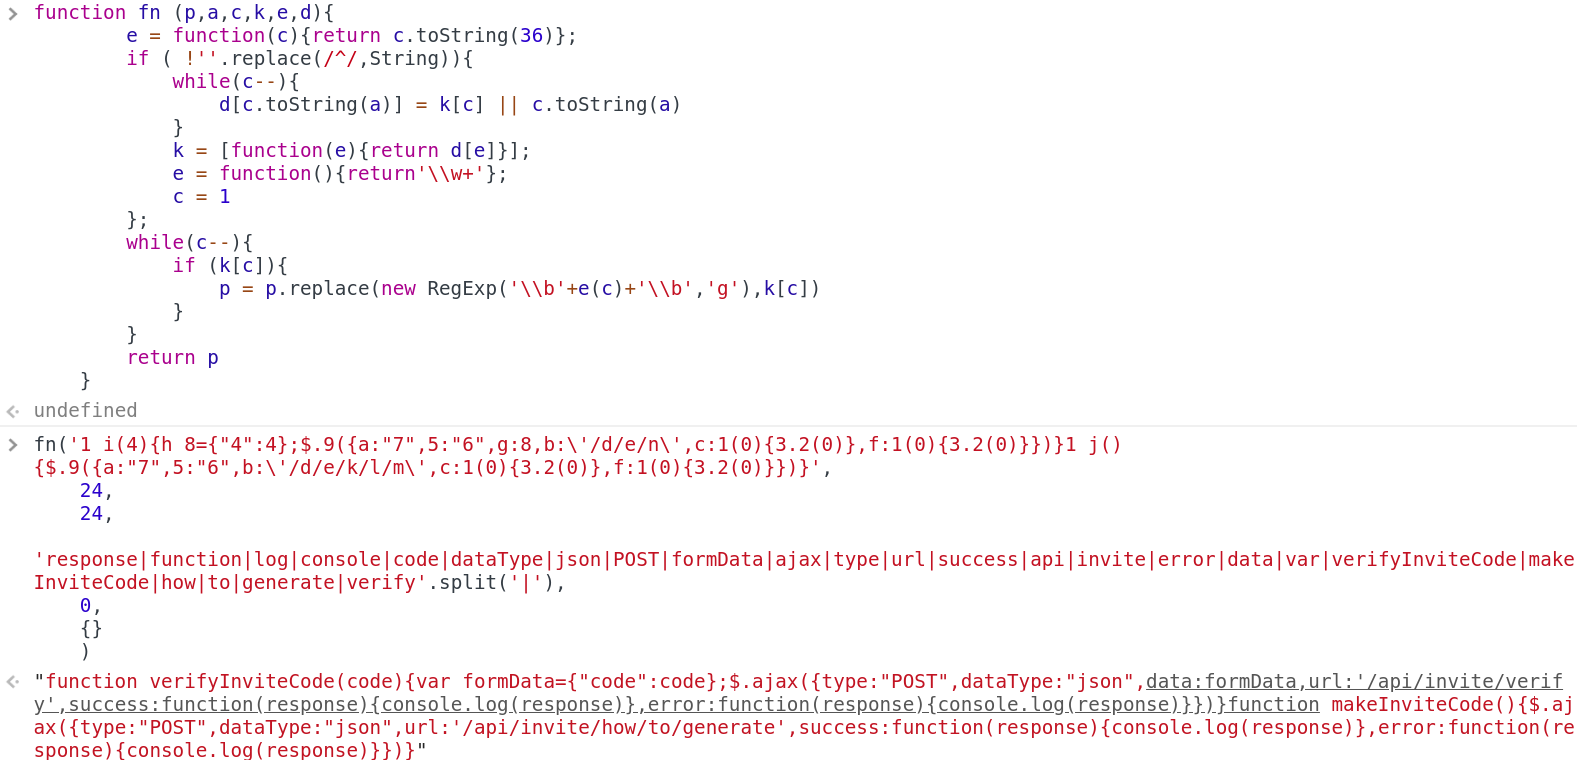 function fn (p,a,c,k,e,d){
        e = function(c){return c.toString(36)};
        if ( !''.replace(/^/,String)){
            while(c--){
                d[c.toString(a)] = k[c] || c.toString(a)
            }
            k = [function(e){return d[e]}];
            e = function(){return'\\w+'};
            c = 1
        };
        while(c--){
            if (k[c]){
                p = p.replace(new RegExp('\\b'+e(c)+'\\b','g'),k[c])
            }
        }
        return p
    }
undefined
fn('1 i(4){h 8={"4":4};$.9({a:"7",5:"6",g:8,b:\'/d/e/n\',c:1(0){3.2(0)},f:1(0){3.2(0)}})}1 j()
{$.9({a:"7",5:"6",b:\'/d/e/k/l/m\',c:1(0){3.2(0)},f:1(0){3.2(0)}})}',
    24,
    24,
'response|function|log|console|code|dataType|json|POST|formData|ajax|type|url|success|api|invite|error|data|var|verifyInviteCode|make
InviteCode|how|to|generate|verify'.split('|'),
    0,
    {}
    )
"function verifyInviteCode(code){var formData={"code":code};$.ajax({type:"POST",dataType:"json",data:formData,url:'/api/invite/verif
y',success:function(response){console.log(response)},error:function(response){console.log(response)}})}function makeInviteCode(){$.aj
ax({type:"POST",dataType:"json",url:'/api/invite/how/to/generate',success:function(response){console.log(response)},error:function(re
sponse){console.log(response)}})}"